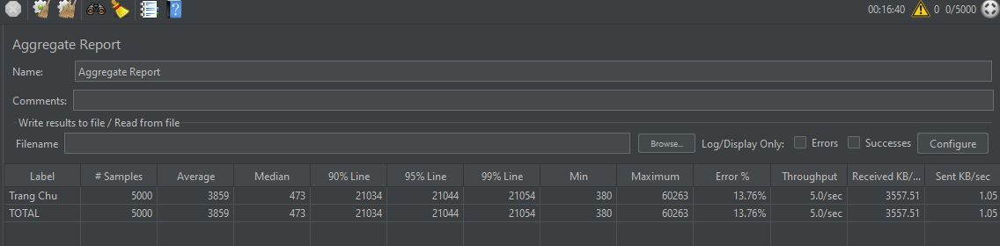 00:16:40 0 0/5000
Aggregate Report
Name: Aggregate Report
Comments:
Write results to file / Read from file
Filename Browse... Log/Display Only: Errors Successes Configure
Label # Samples Average Median 90% Line 95% Line 99% Line Min Maximum Error % Throughput Received KB/... Sent KB/sec
Trang Chu 5000 3859 473 21034 21044 21054 380 60263 13.76% 5.0/sec 3557.51 1.05
TOTAL 5000 3859 473 21034 21044 21054 380 60263 13.76% 5.0/sec 3557.51 1.05